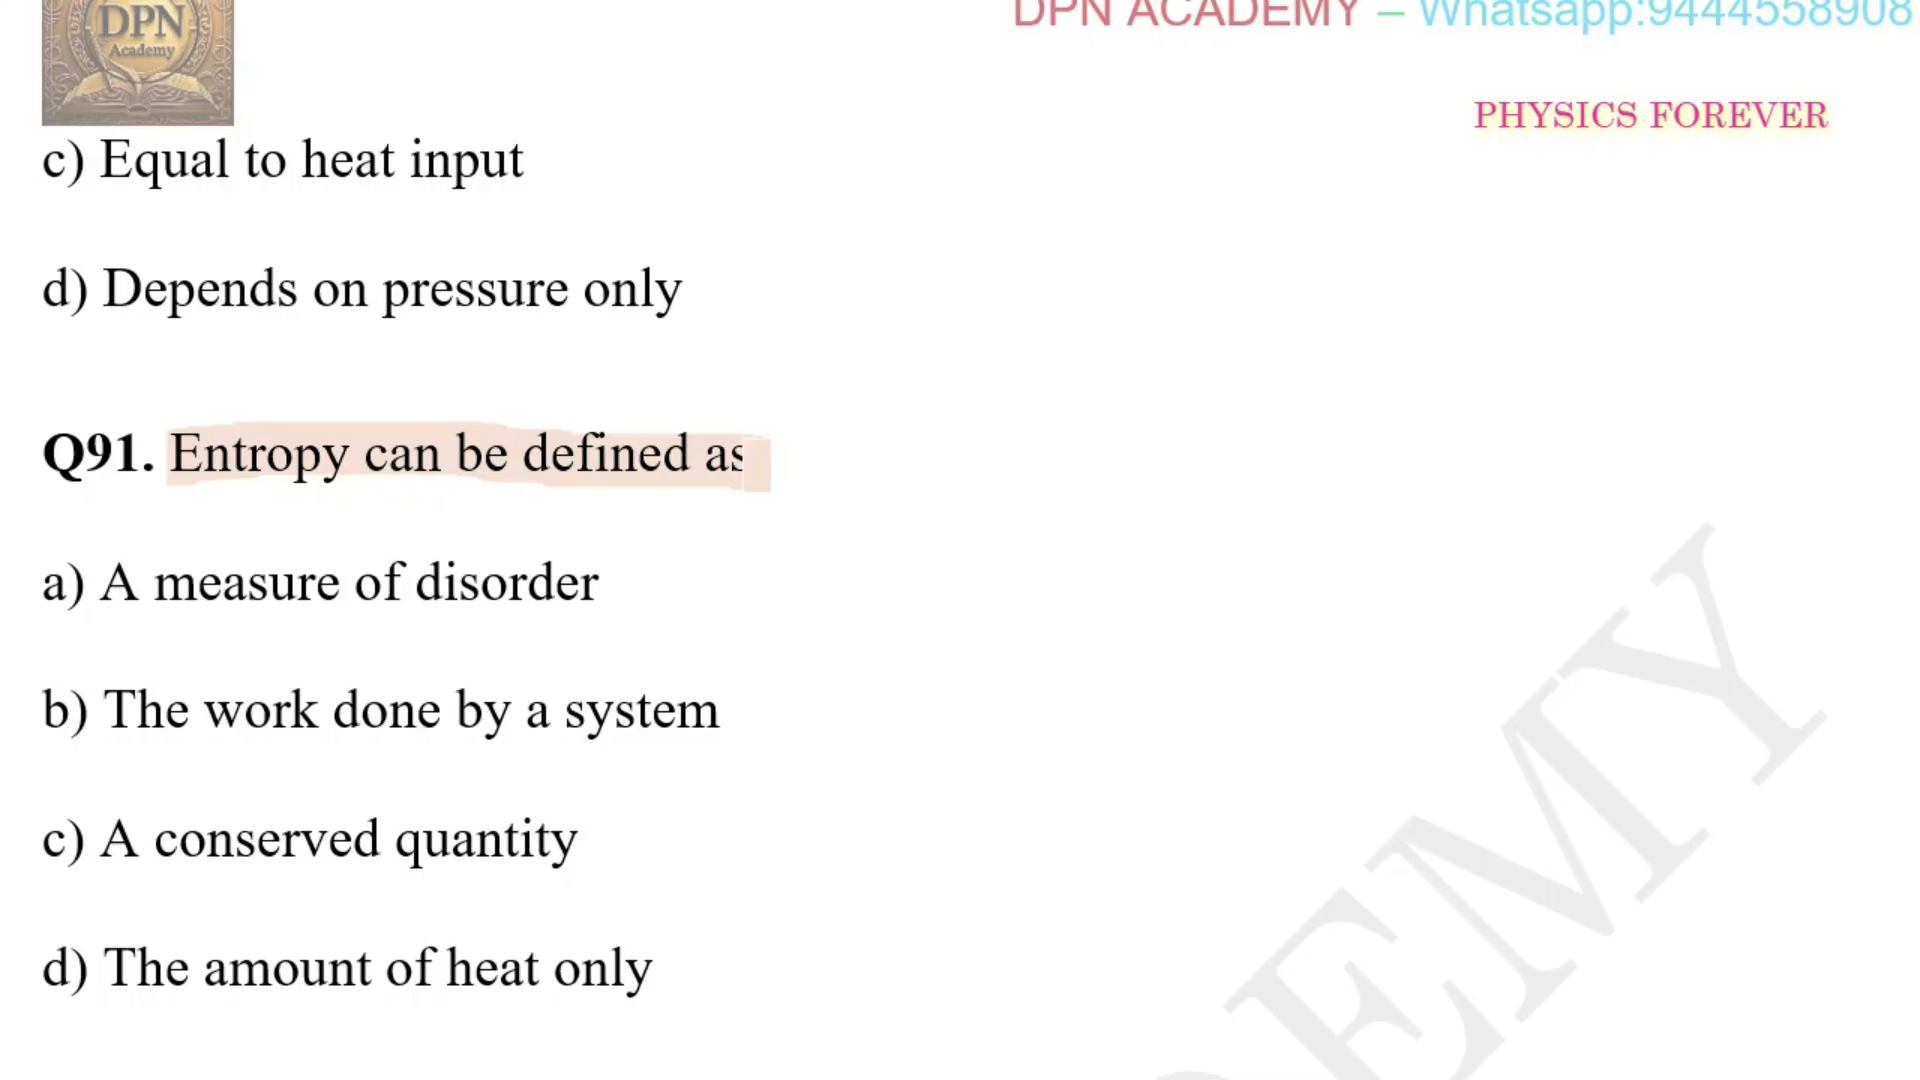 DPN
Academy
DPN ACADEMY – Whatsapp:9444558908
PHYSICS FOREVER
c) Equal to heat input
d) Depends on pressure only
Q91. Entropy can be defined as
a) A measure of disorder
b) The work done by a system
c) A conserved quantity
d) The amount of heat only
EMY